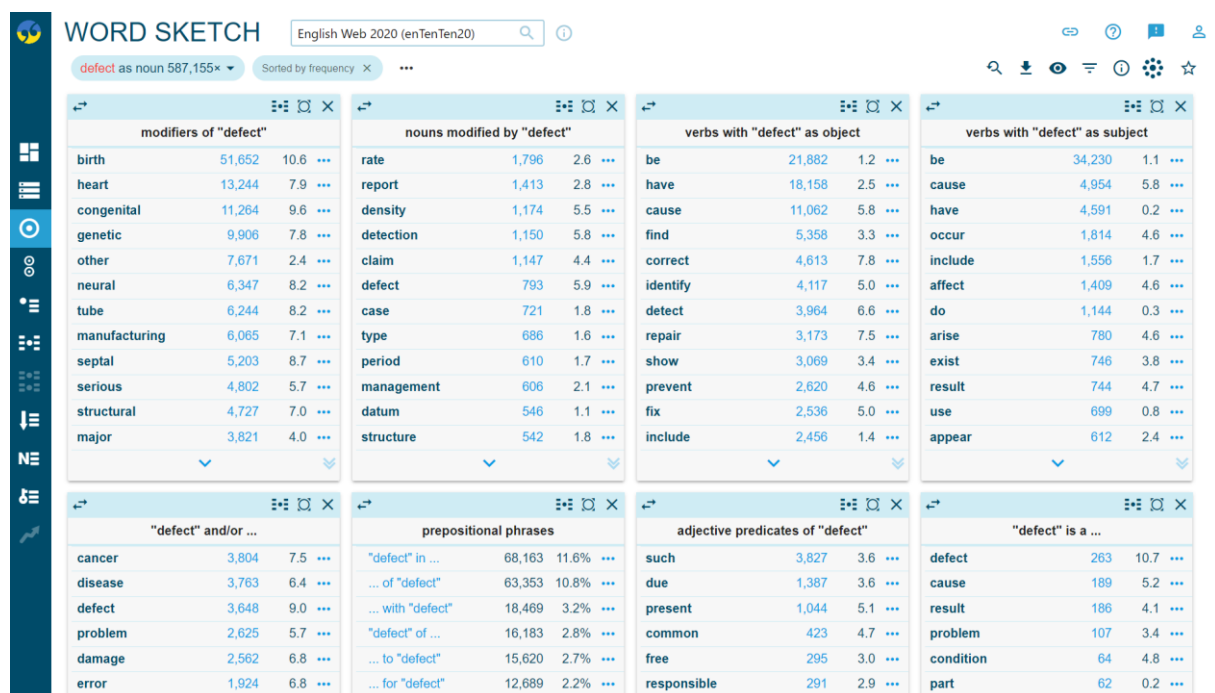 WORD SKETCH
English Web 2020 (enTenTen20)
defect as noun 587,155×
Sorted by frequency
modifiers of "defect"
birth 51,652 10.6
heart 13,244 7.9
congenital 11,264 9.6
genetic 9,906 7.8
other 7,671 2.4
neural 6,347 8.2
tube 6,244 8.2
manufacturing 6,065 7.1
septal 5,203 8.7
serious 4,802 5.7
structural 4,727 7.0
major 3,821 4.0
nouns modified by "defect"
rate 1,796 2.6
report 1,413 2.8
density 1,174 5.5
detection 1,150 5.8
claim 1,147 4.4
defect 793 5.9
case 721 1.8
type 686 1.6
period 610 1.7
management 606 2.1
datum 546 1.1
structure 542 1.8
verbs with "defect" as object
be 21,882 1.2
have 18,158 2.5
cause 11,062 5.8
find 5,358 3.3
correct 4,613 7.8
identify 4,117 5.0
detect 3,964 6.6
repair 3,173 7.5
show 3,069 3.4
prevent 2,620 4.6
fix 2,536 5.0
include 2,456 1.4
verbs with "defect" as subject
be 34,230 1.1
cause 4,954 5.8
have 4,591 0.2
occur 1,814 4.6
include 1,556 1.7
affect 1,409 4.6
do 1,144 0.3
arise 780 4.6
exist 746 3.8
result 744 4.7
use 699 0.8
appear 612 2.4
"defect" and/or ...
cancer 3,804 7.5
disease 3,763 6.4
defect 3,648 9.0
problem 2,625 5.7
damage 2,562 6.8
error 1,924 6.8
prepositional phrases
"defect" in ... 68,163 11.6%
... of "defect" 63,353 10.8%
... with "defect" 18,469 3.2%
"defect" of ... 16,183 2.8%
... to "defect" 15,620 2.7%
... for "defect" 12,689 2.2%
adjective predicates of "defect"
such 3,827 3.6
due 1,387 3.6
present 1,044 5.1
common 423 4.7
free 295 3.0
responsible 291 2.9
"defect" is a ...
defect 263 10.7
cause 189 5.2
result 186 4.1
problem 107 3.4
condition 64 4.8
part 62 0.2